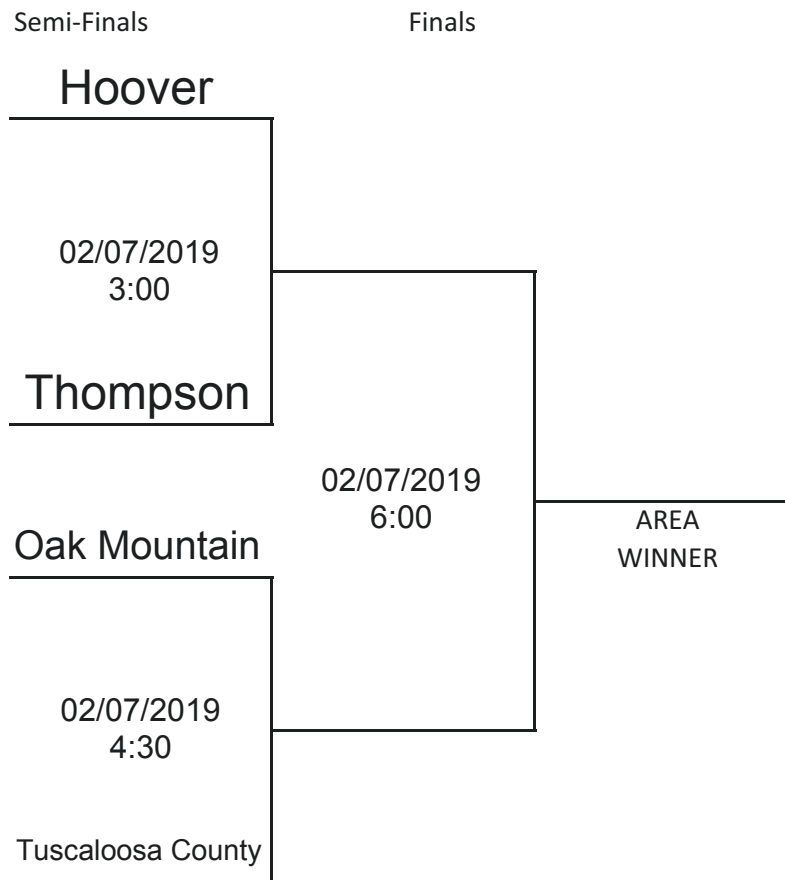 Semi-Finals
Finals
Hoover
02/07/2019
3:00
Thompson
02/07/2019
6:00
AREA
WINNER
Oak Mountain
02/07/2019
4:30
Tuscaloosa County